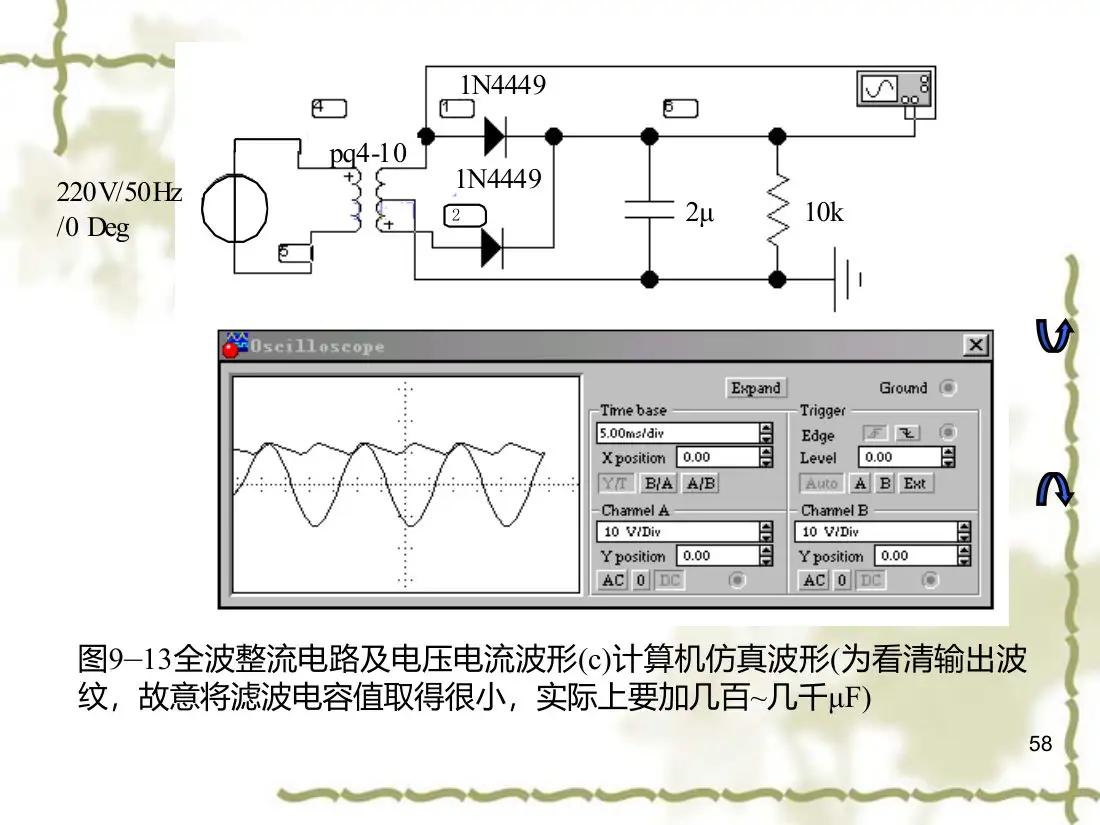 1N4449
4
1
6
pq4-10
1N4449
220V/50Hz
/0 Deg
2
2μ
10k
5
Oscilloscope
Expand
Ground
Time base
Trigger
5.00ms/div
Edge
X position 0.00
Level 0.00
Y/T B/A A/B
Auto A B Ext
Channel A
Channel B
10 V/Div
10 V/Div
Y position 0.00
Y position 0.00
AC 0 DC
AC 0 DC
图9–13全波整流电路及电压电流波形(c)计算机仿真波形(为看清输出波
纹，故意将滤波电容值取得很小，实际上要加几百~几千μF)
58